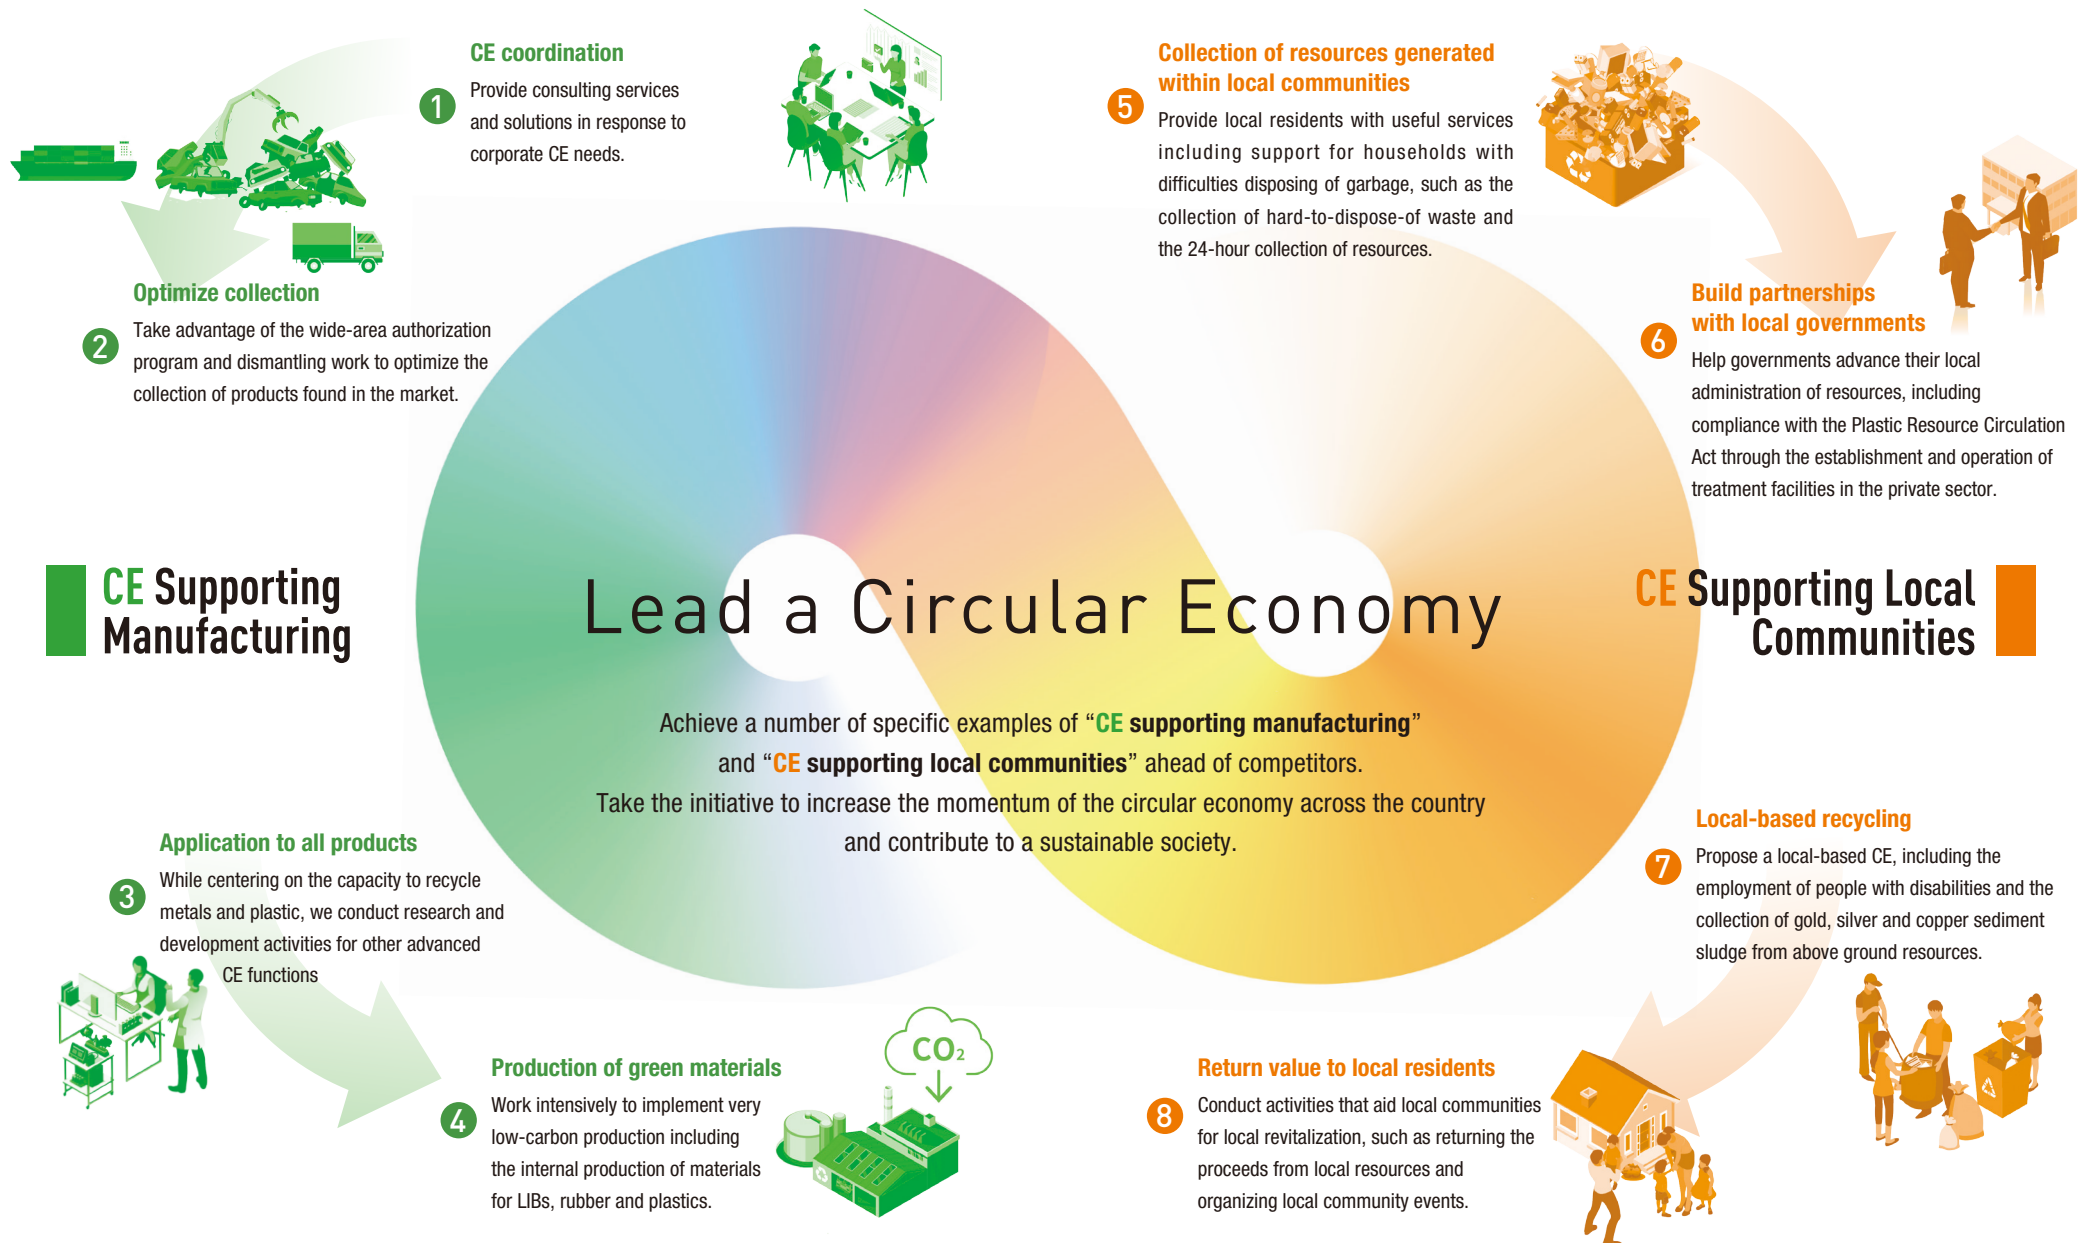 CE coordination
1
Provide consulting services
and solutions in response to
corporate CE needs.
Optimize collection
2
Take advantage of the wide-area authorization
program and dismantling work to optimize the
collection of products found in the market.
CE Supporting
Manufacturing
Application to all products
3
While centering on the capacity to recycle
metals and plastic, we conduct research and
development activities for other advanced
CE functions
Production of green materials
4
Work intensively to implement very
low-carbon production including
the internal production of materials
for LIBs, rubber and plastics.
CO2
Lead a Circular Economy
Achieve a number of specific examples of “CE supporting manufacturing”
and “CE supporting local communities” ahead of competitors.
Take the initiative to increase the momentum of the circular economy across the country
and contribute to a sustainable society.
Collection of resources generated
within local communities
5
Provide local residents with useful services
including support for households with
difficulties disposing of garbage, such as the
collection of hard-to-dispose-of waste and
the 24-hour collection of resources.
Build partnerships
with local governments
6
Help governments advance their local
administration of resources, including
compliance with the Plastic Resource Circulation
Act through the establishment and operation of
treatment facilities in the private sector.
CE Supporting Local
Communities
Local-based recycling
7
Propose a local-based CE, including the
employment of people with disabilities and the
collection of gold, silver and copper sediment
sludge from above ground resources.
Return value to local residents
8
Conduct activities that aid local communities
for local revitalization, such as returning the
proceeds from local resources and
organizing local community events.